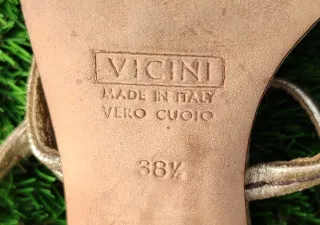 VICINI
MADE IN ITALY
VERO CUOIO
38½